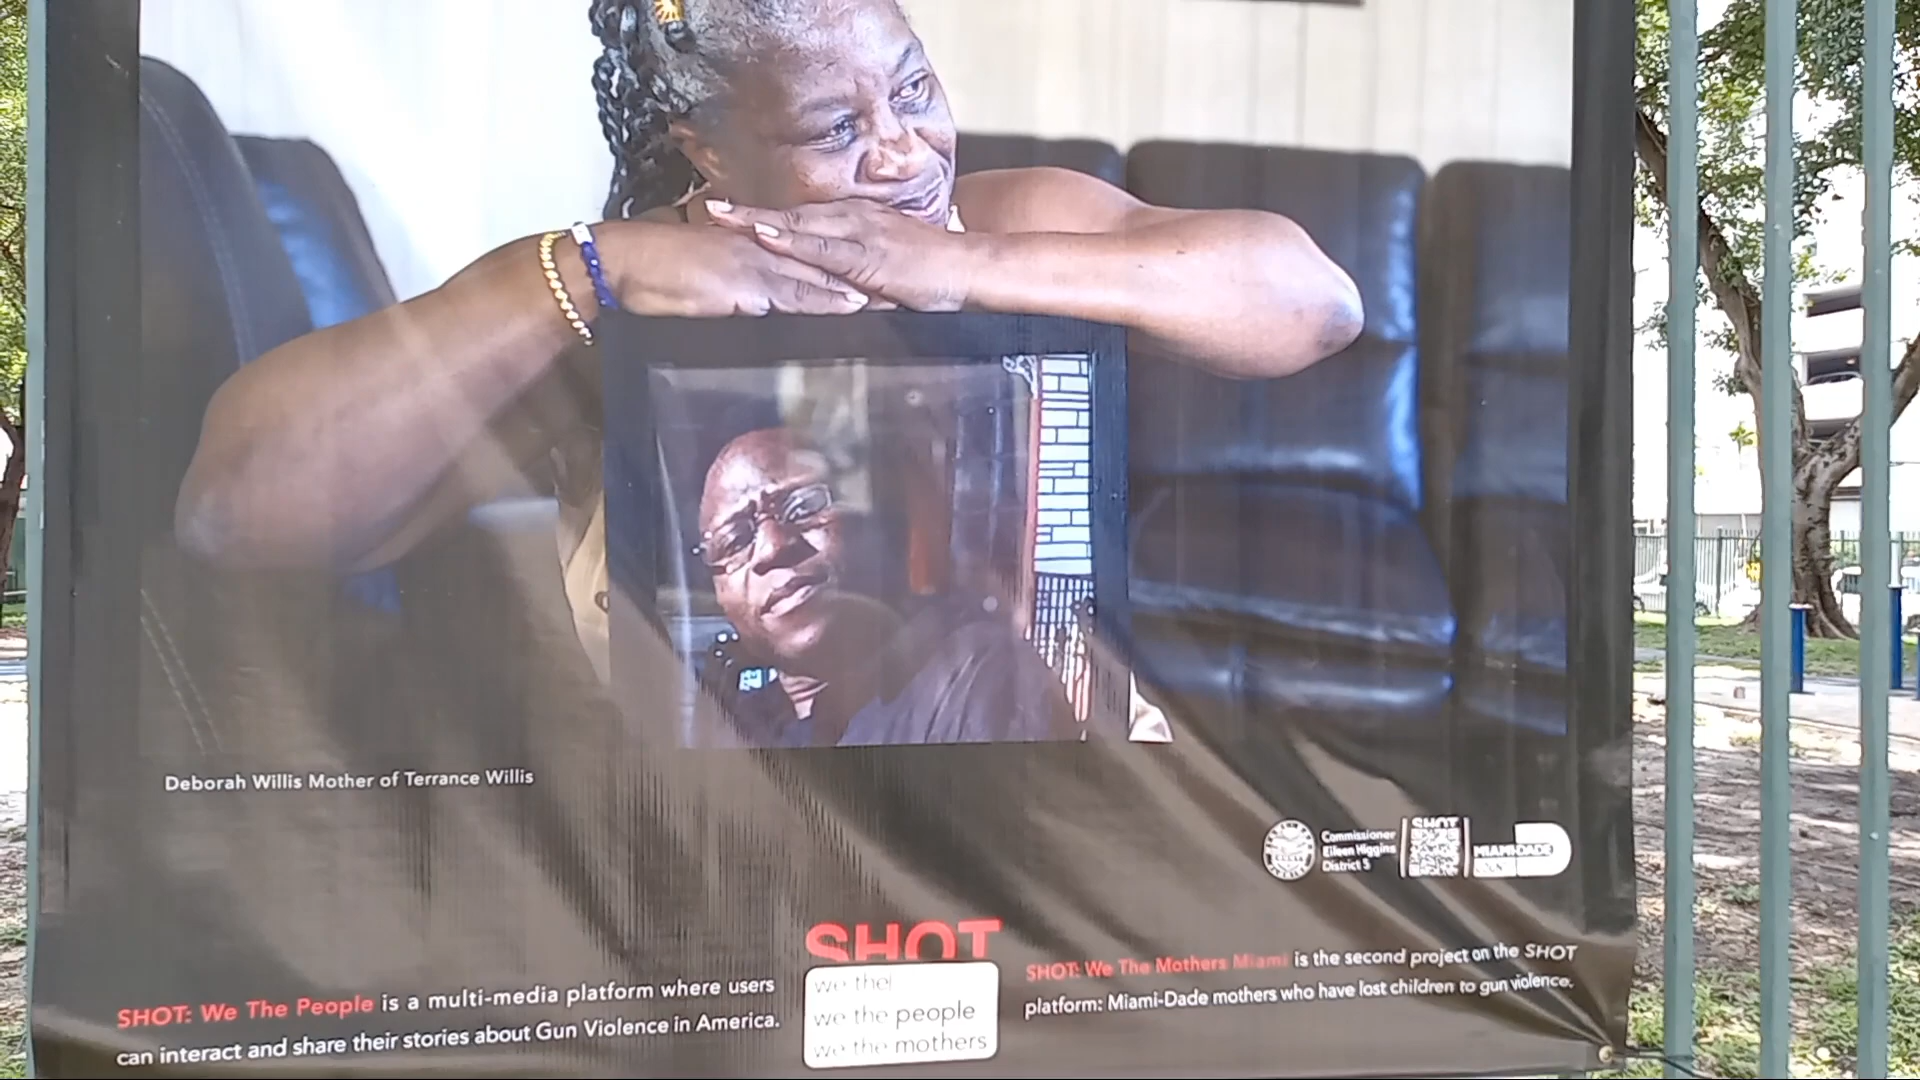 Deborah Willis Mother of Terrance Willis
Commissioner
Eileen Higgins
District 5
SHOT
MIAMI-DADE
SHOT
we the|
we the people
we the mothers
SHOT: We The People is a multi-media platform where users
can interact and share their stories about Gun Violence in America.
SHOT: We The Mothers Miami is the second project on the SHOT
platform: Miami-Dade mothers who have lost children to gun violence.